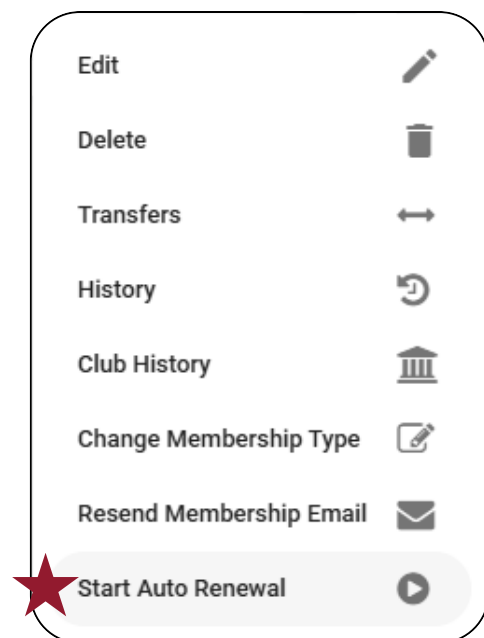 Edit
Delete
Transfers
History
Club History
Change Membership Type
Resend Membership Email
Start Auto Renewal